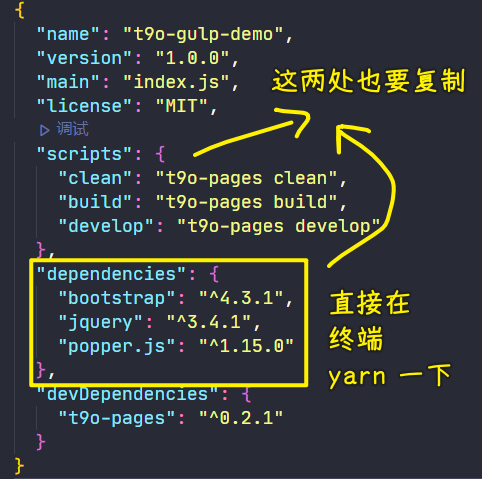 {
"name": "t9o-gulp-demo",
"version": "1.0.0",
"main": "index.js",
"license": "MIT",
这两处也要复制
调试
"scripts": {
"clean": "t9o-pages clean",
"build": "t9o-pages build",
"develop": "t9o-pages develop"
},
"dependencies": {
"bootstrap": "^4.3.1",
"jquery": "^3.4.1",
"popper.js": "^1.15.0"
},
直接在
终端
yarn 一下
"devDependencies": {
"t9o-pages": "^0.2.1"
}
}